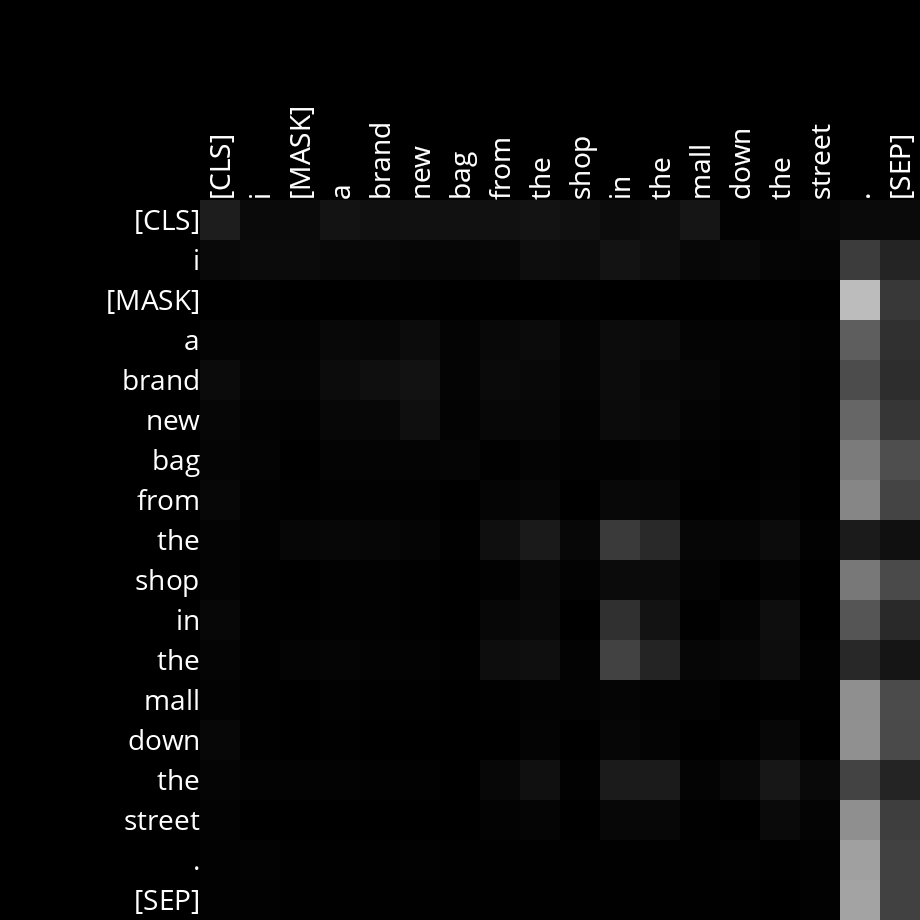 [CLS] i [MASK] a brand new bag from the shop in the mall down the street . [SEP]
[CLS]
i
[MASK]
a
brand
new
bag
from
the
shop
in
the
mall
down
the
street
.
[SEP]